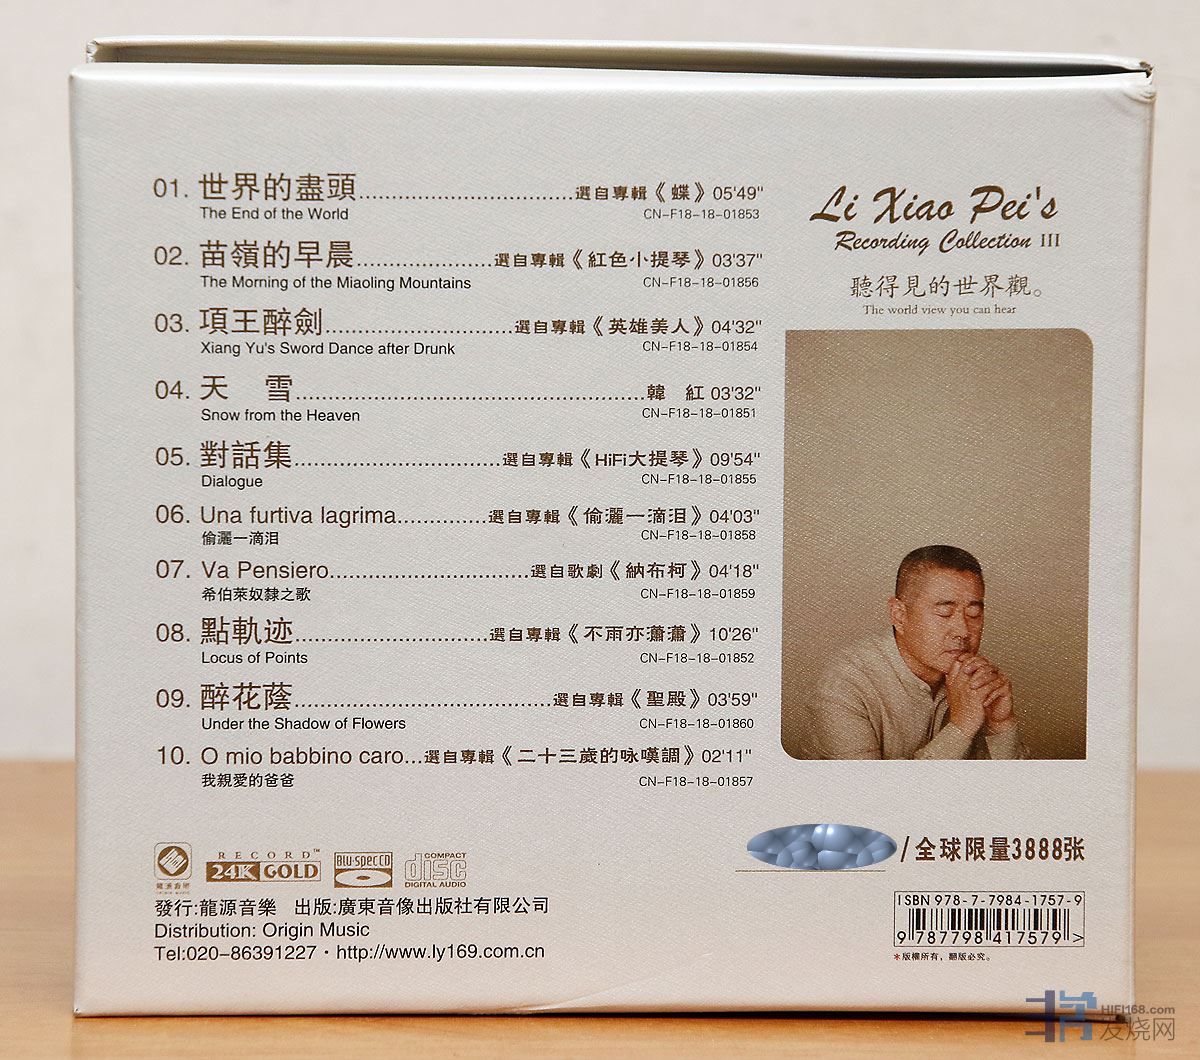 01. 世界的盡頭........................選自專輯《蝶》05'49"
The End of the World CN-F18-18-01853
02. 苗嶺的早晨...............選自專輯《紅色小提琴》03'37"
The Morning of the Miaoling Mountains CN-F18-18-01856
03. 項王醉劍.....................選自專輯《英雄美人》04'32"
Xiang Yu's Sword Dance after Drunk CN-F18-18-01854
04. 天 雪.......................................韓 紅 03'32"
Snow from the Heaven CN-F18-18-01851
05. 對話集.......................選自專輯《HiFi大提琴》09'54"
Dialogue CN-F18-18-01855
06. Una furtiva lagrima............選自專輯《偷灑一滴泪》04'03"
偷灑一滴泪 CN-F18-18-01858
07. Va Pensiero......................選自歌劇《納布柯》04'18"
希伯萊奴隸之歌 CN-F18-18-01859
08. 點軌迹.....................選自專輯《不雨亦瀟瀟》10'26"
Locus of Points CN-F18-18-01852
09. 醉花蔭............................選自專輯《聖殿》03'59"
Under the Shadow of Flowers CN-F18-18-01860
10. O mio babbino caro...選自專輯《二十三歲的咏嘆調》02'11"
我親愛的爸爸 CN-F18-18-01857
Li Xiao Pei's
Recording Collection III
聽得見的世界觀。
The world view you can hear
/全球限量3888张
龍源音樂
RECORD™
24K GOLD
Blu-spec CD
COMPACT
disc
DIGITAL AUDIO
發行:龍源音樂 出版:廣東音像出版社有限公司
Distribution: Origin Music
Tel:020-86391227·http://www.ly169.com.cn
ISBN 978-7-7984-1757-9
9 787798 417579 >
*版權所有，翻版必究。
HIFI168.com
发烧网